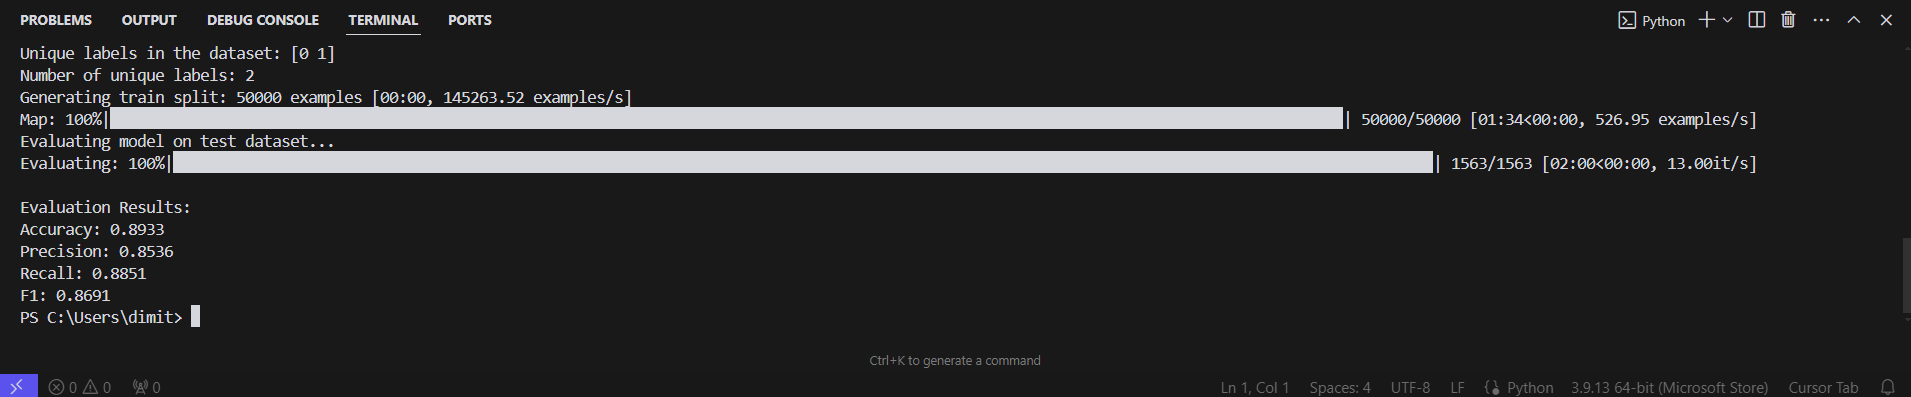 PROBLEMS OUTPUT DEBUG CONSOLE TERMINAL PORTS Python
Unique labels in the dataset: [0 1]
Number of unique labels: 2
Generating train split: 50000 examples [00:00, 145263.52 examples/s]
Map: 100%| | 50000/50000 [01:34<00:00, 526.95 examples/s]
Evaluating model on test dataset...
Evaluating: 100%| | 1563/1563 [02:00<00:00, 13.00it/s]
Evaluation Results:
Accuracy: 0.8933
Precision: 0.8536
Recall: 0.8851
F1: 0.8691
PS C:\Users\dimit>
Ctrl+K to generate a command
0 0 0 Ln 1, Col 1 Spaces: 4 UTF-8 LF Python 3.9.13 64-bit (Microsoft Store) Cursor Tab